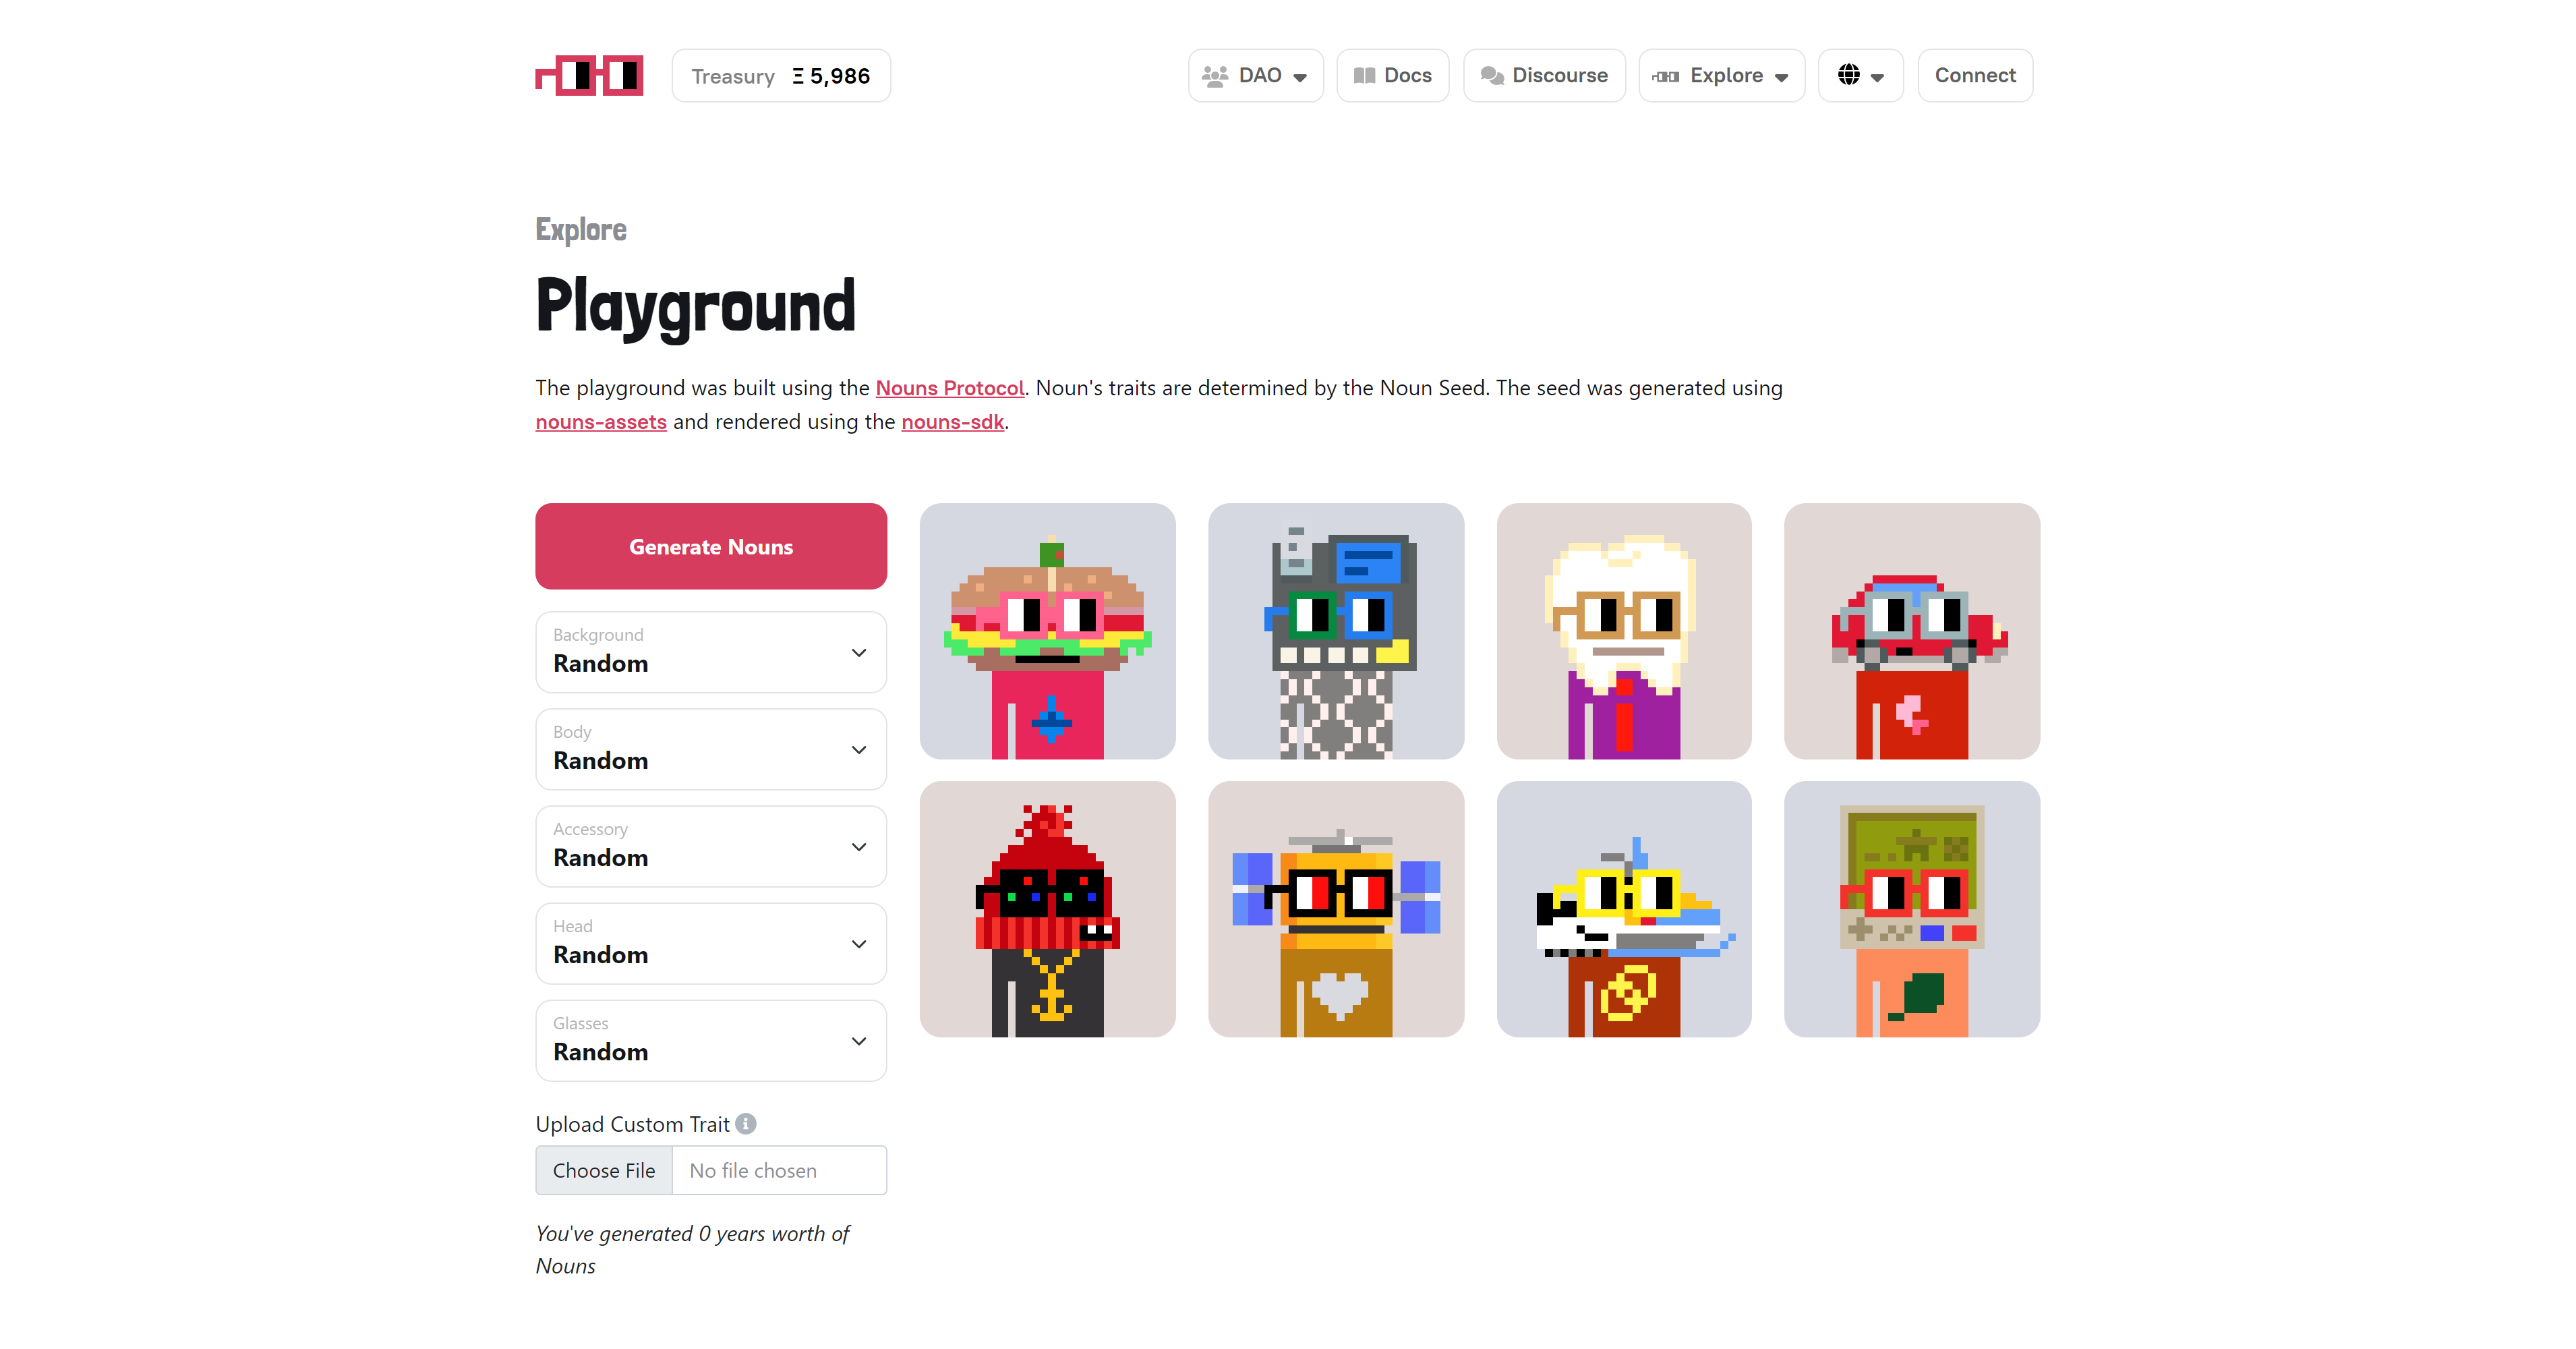 Treasury Ξ 5,986
DAO
Docs
Discourse
Explore
Connect
Explore
Playground
The playground was built using the Nouns Protocol. Noun's traits are determined by the Noun Seed. The seed was generated using
nouns-assets and rendered using the nouns-sdk.
Generate Nouns
Background
Random
Body
Random
Accessory
Random
Head
Random
Glasses
Random
Upload Custom Trait
Choose File No file chosen
You've generated 0 years worth of
Nouns